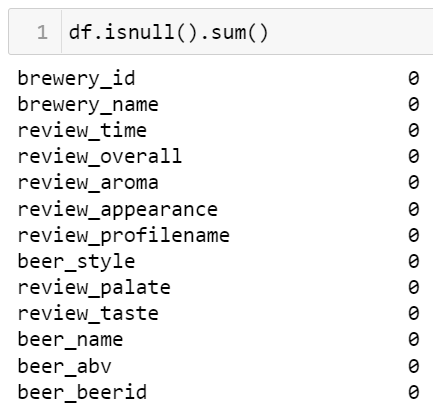 1 df.isnull().sum()
brewery_id 0
brewery_name 0
review_time 0
review_overall 0
review_aroma 0
review_appearance 0
review_profilename 0
beer_style 0
review_palate 0
review_taste 0
beer_name 0
beer_abv 0
beer_beerid 0